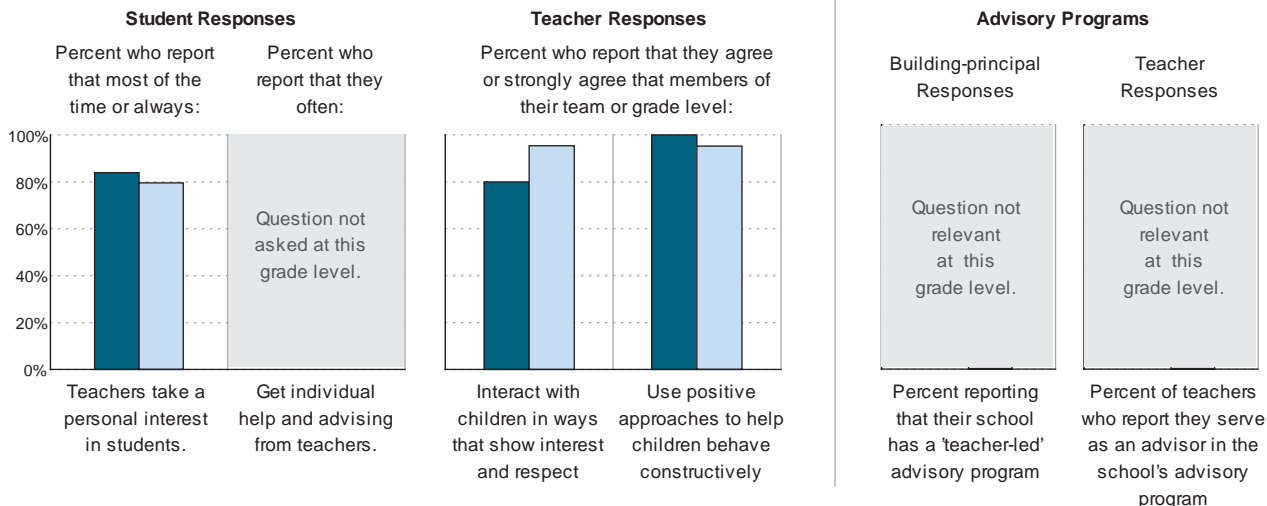 Student Responses
Percent who report
that most of the
time or always:
Percent who
report that they
often:
100%
80%
60%
40%
20%
0%
Question not
asked at this
grade level.
Teachers take a
personal interest
in students.
Get individual
help and advising
from teachers.
Teacher Responses
Percent who report that they agree
or strongly agree that members of
their team or grade level:
Interact with
children in ways
that show interest
and respect
Use positive
approaches to help
children behave
constructively
Advisory Programs
Building-principal
Responses
Question not
relevant
at this
grade level.
Percent reporting
that their school
has a 'teacher-led’
advisory program
Teacher
Responses
Question not
relevant
at this
grade level.
Percent of teachers
who report they serve
as an advisor in the
school’s advisory
program